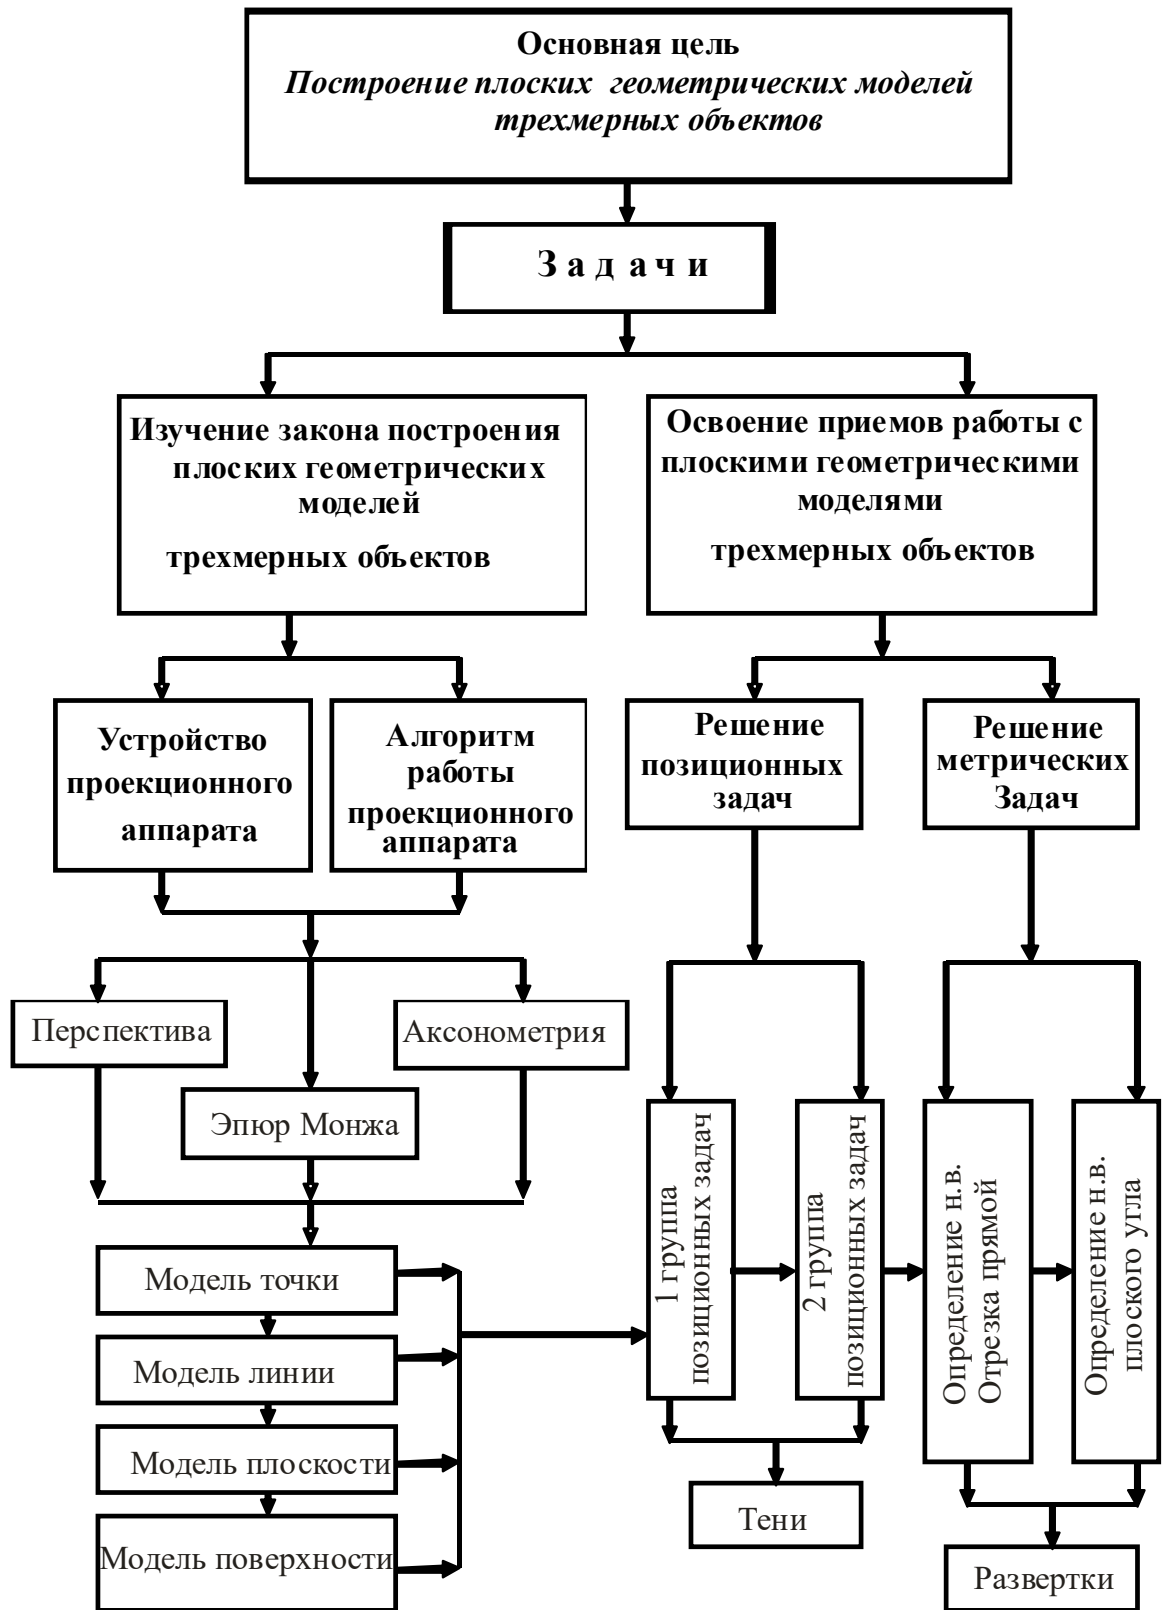 Основная цель
Построение плоских геометрических моделей
трехмерных объектов
З а д а ч и
Изучение закона построения
плоских геометрических
моделей
трехмерных объектов
Освоение приемов работы с
плоскими геометрическими
моделями
трехмерных объектов
Устройство
проекционного
аппарата
Алгоритм
работы
проекционного
аппарата
Решение
позиционных
задач
Решение
метрических
Задач
Перспектива
Аксонометрия
Эпюр Монжа
Модель точки
Модель линии
Модель плоскости
Модель поверхности
1 группа
позиционных задач
2 группа
позиционных задач
Определение н.в.
Отрезка прямой
Определение н.в.
плоского угла
Тени
Развертки